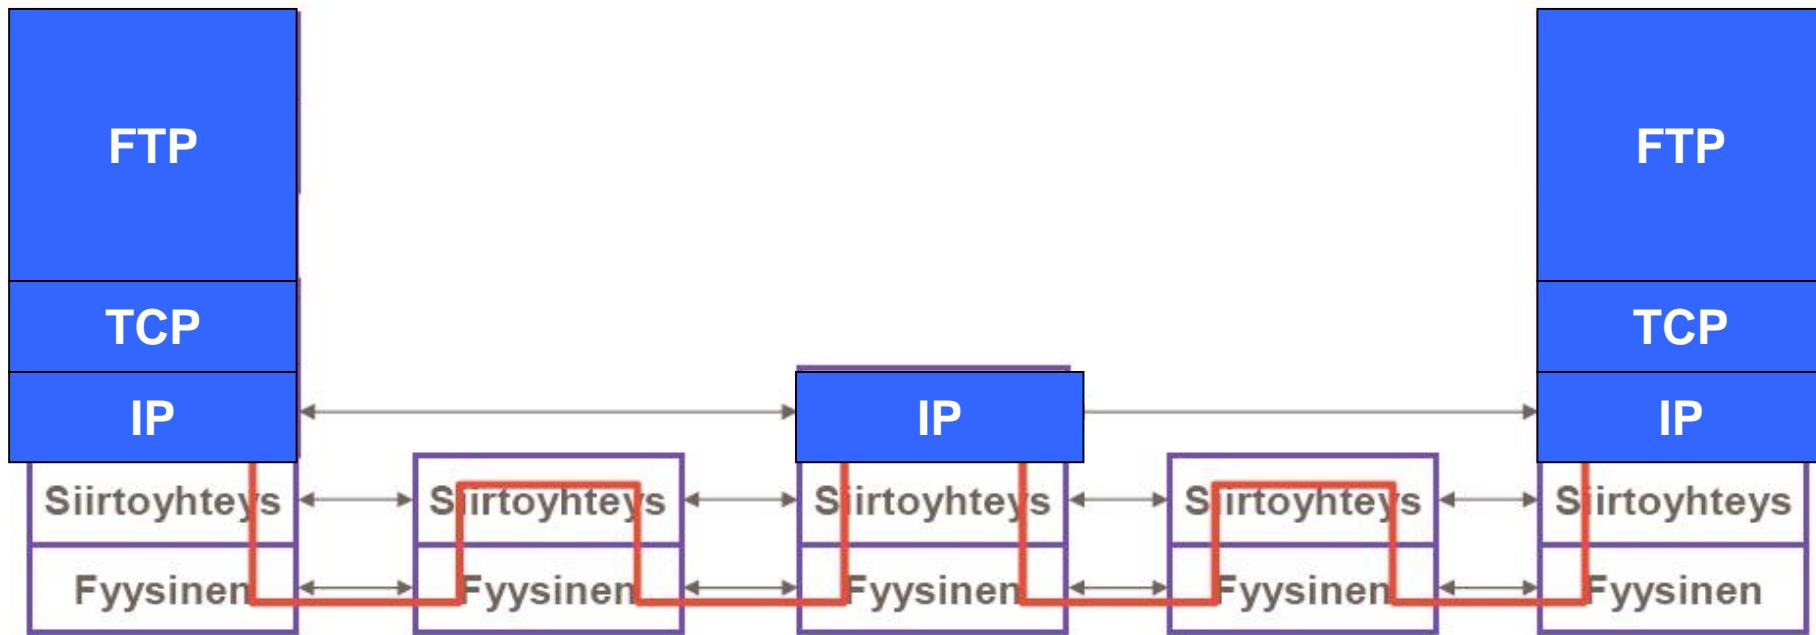 FTP
FTP
TCP
TCP
IP
IP
IP
Siirtoyhteys
Siirtoyhteys
Siirtoyhteys
Siirtoyhteys
Siirtoyhteys
Fyysinen
Fyysinen
Fyysinen
Fyysinen
Fyysinen